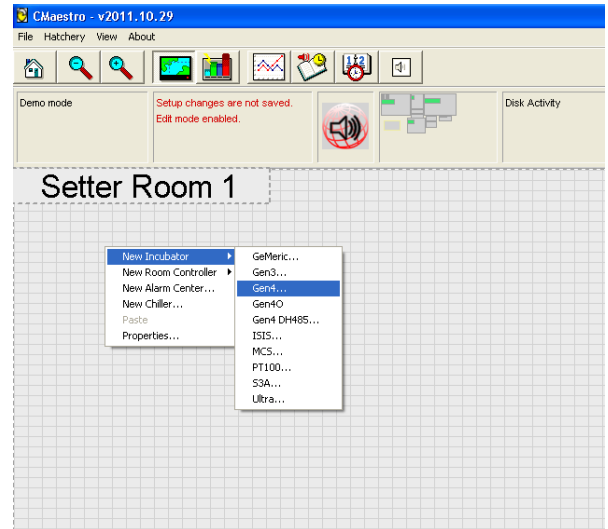 CMaestro - v2011.10.29
File Hatchery View About
Demo mode
Setup changes are not saved.
Edit mode enabled.
Disk Activity
Setter Room 1
New Incubator
New Room Controller
New Alarm Center...
New Chiller...
Paste
Properties...
GeMeric...
Gen3...
Gen4...
Gen4O
Gen4 DH485...
ISIS...
MCS...
PT100...
S3A...
Ultra...